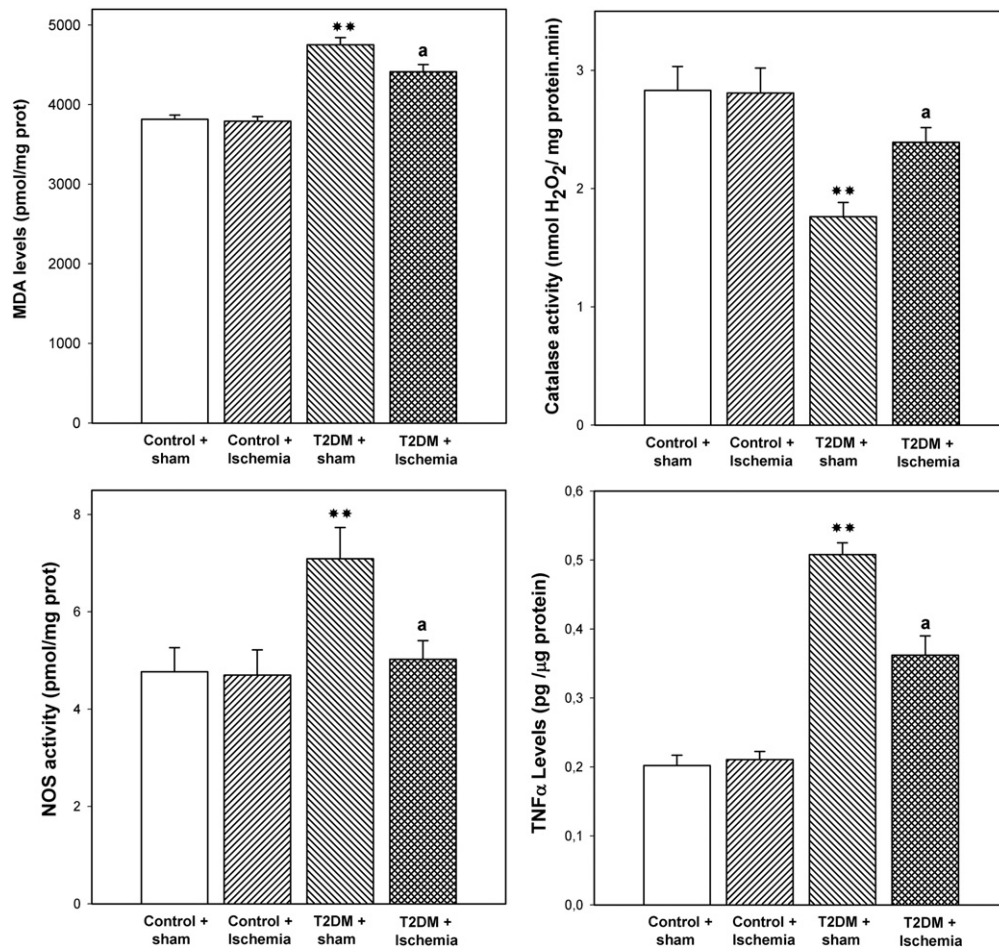 MDA levels (pmol/mg prot)
5000
4000
3000
2000
1000
0
**
a
Control +
sham
Control +
Ischemia
T2DM +
sham
T2DM +
Ischemia
Catalase activity (nmol H₂O₂/ mg protein.min)
3
2
1
0
**
a
Control +
sham
Control +
Ischemia
T2DM +
sham
T2DM +
Ischemia
NOS activity (pmol/mg prot)
8
6
4
2
0
**
a
Control +
sham
Control +
Ischemia
T2DM +
sham
T2DM +
Ischemia
TNFα Levels (pg /μg protein)
0,6
0,5
0,4
0,3
0,2
0,1
0,0
**
a
Control +
sham
Control +
Ischemia
T2DM +
sham
T2DM +
Ischemia